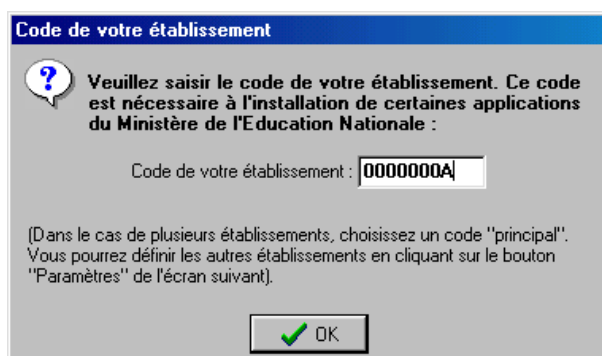 Code de votre établissement
Veuillez saisir le code de votre établissement. Ce code
est nécessaire à l'installation de certaines applications
du Ministère de l'Education Nationale :
Code de votre établissement : 0000000A
(Dans le cas de plusieurs établissements, choisissez un code "principal".
Vous pourrez définir les autres établissements en cliquant sur le bouton
"Paramètres" de l'écran suivant).
OK